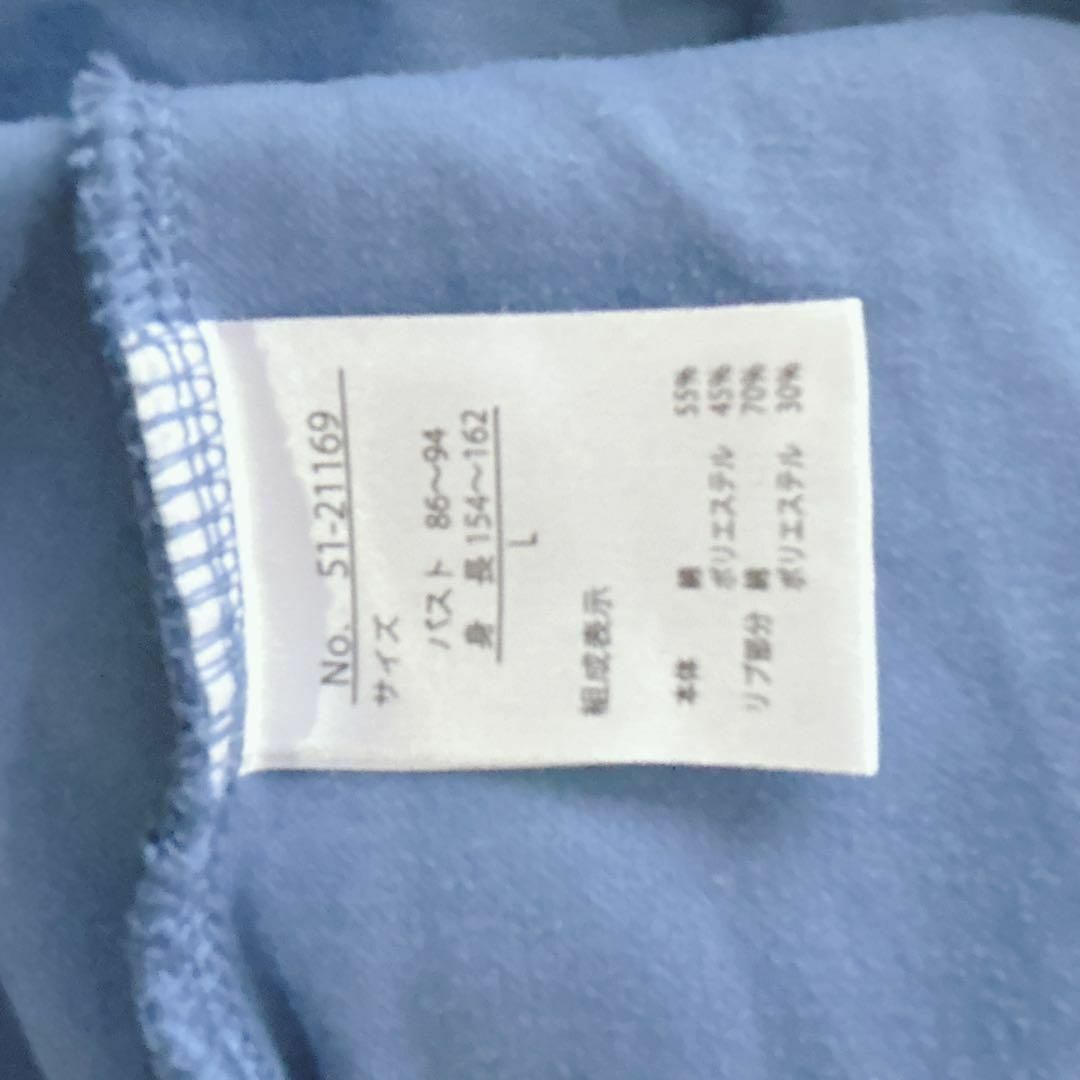 No. 51-21169
サイズ
バスト 86〜94
身 長 154〜162
L
組成表示
本体 綿 55%
ポリエステル 45%
リブ部分 綿 70%
ポリエステル 30%